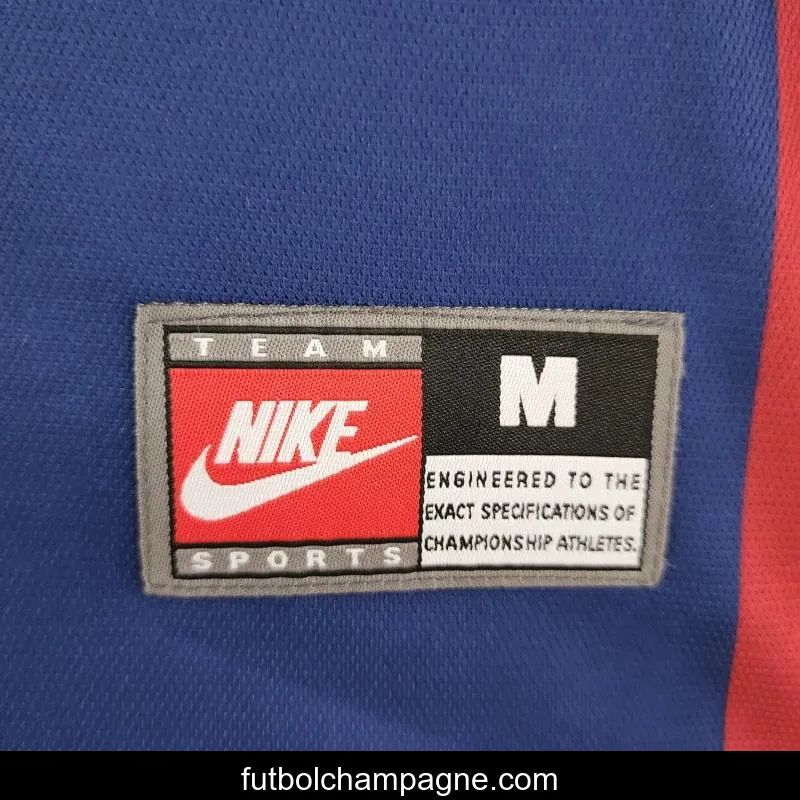 TEAM
NIKE
SPORTS
M
ENGINEERED TO THE
EXACT SPECIFICATIONS OF
CHAMPIONSHIP ATHLETES.
futbolchampagne.com